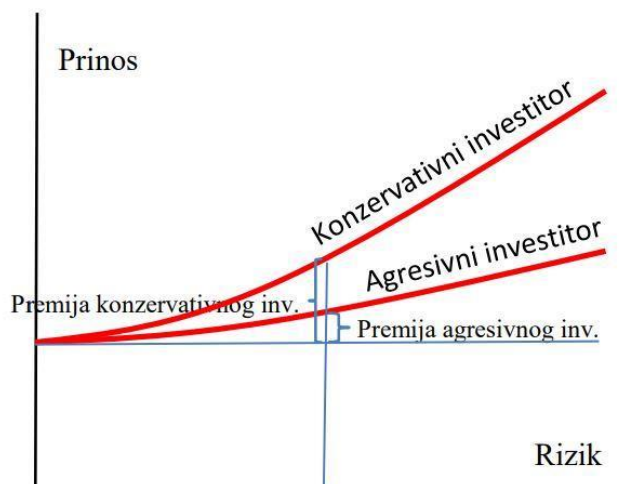 Prinos
Konzervativni investitor
Agresivni investitor
Premija konzervativnog inv.
Premija agresivnog inv.
Rizik